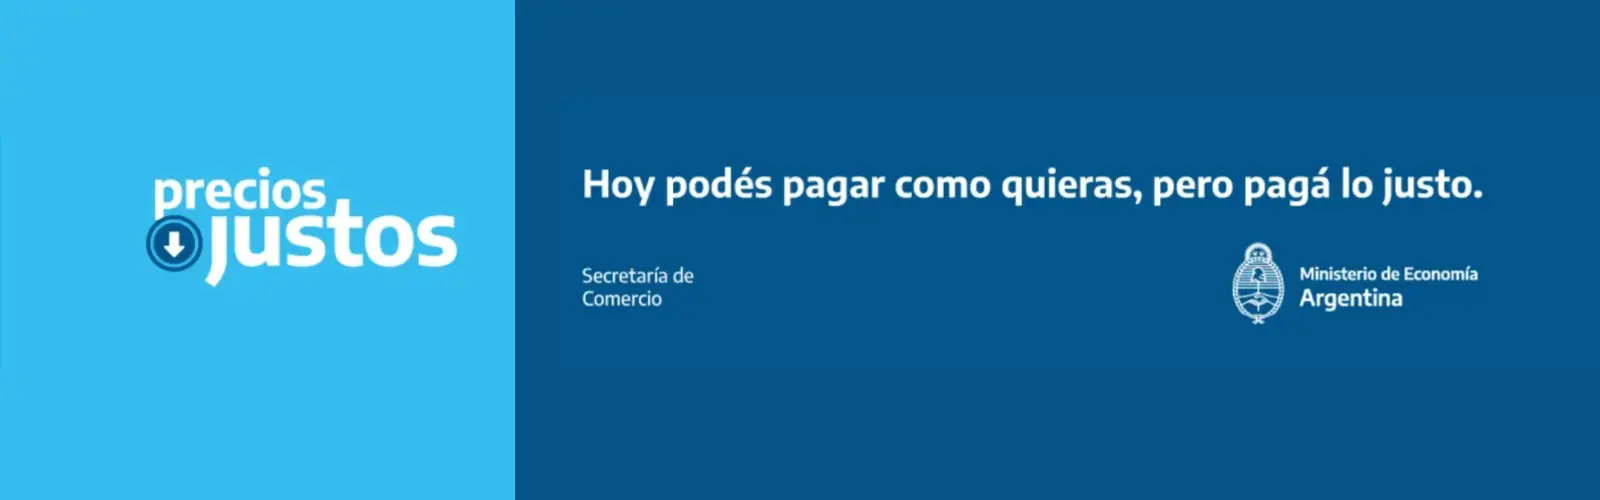 precios
justos
Hoy podés pagar como quieras, pero pagá lo justo.
Secretaría de
Comercio
Ministerio de Economía
Argentina